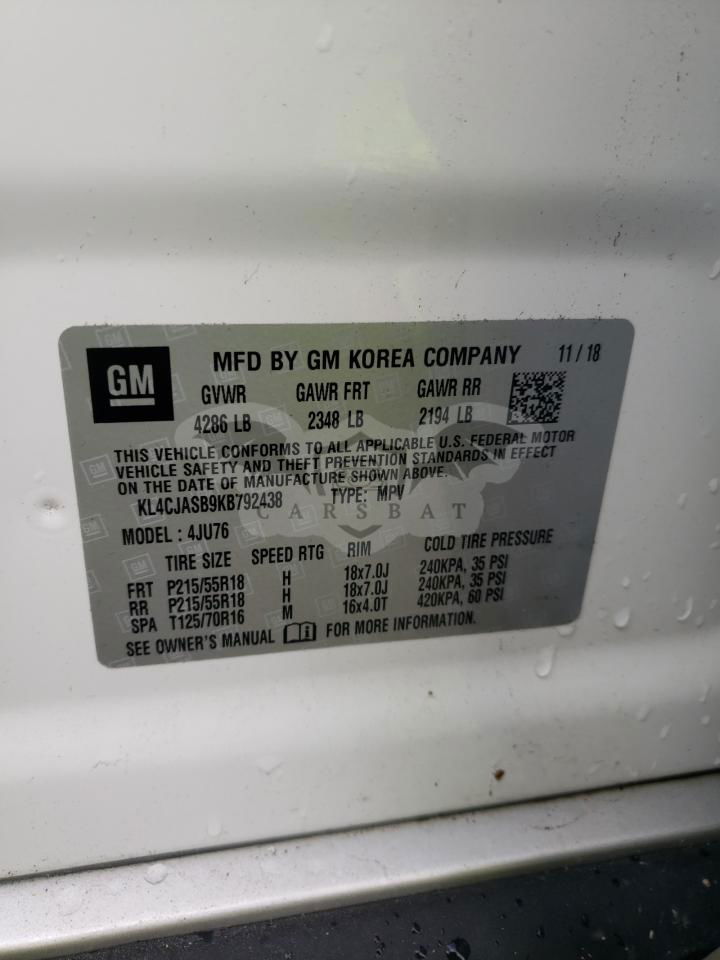 GM MFD BY GM KOREA COMPANY 11/18
GVWR GAWR FRT GAWR RR
4286 LB 2348 LB 2194 LB
THIS VEHICLE CONFORMS TO ALL APPLICABLE U.S. FEDERAL MOTOR
VEHICLE SAFETY AND THEFT PREVENTION STANDARDS IN EFFECT
ON THE DATE OF MANUFACTURE SHOWN ABOVE.
KL4CJASB9KB792438 TYPE: MPV
CARSBAT
MODEL : 4JU76
TIRE SIZE SPEED RTG RIM COLD TIRE PRESSURE
FRT P215/55R18 H 18x7.0J 240KPA, 35 PSI
RR P215/55R18 H 18x7.0J 240KPA, 35 PSI
SPA T125/70R16 M 16x4.0T 420KPA, 60 PSI
SEE OWNER'S MANUAL FOR MORE INFORMATION.